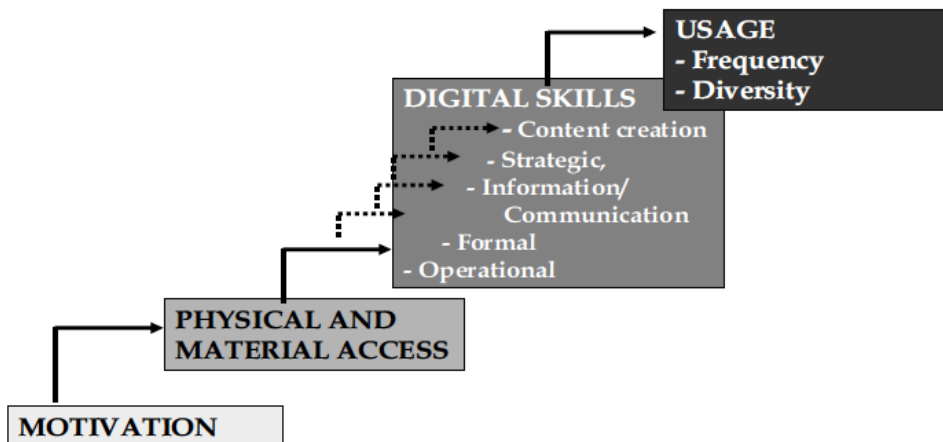 USAGE
- Frequency
- Diversity
DIGITAL SKILLS
- Content creation
- Strategic,
- Information/
Communication
- Formal
- Operational
PHYSICAL AND
MATERIAL ACCESS
MOTIVATION